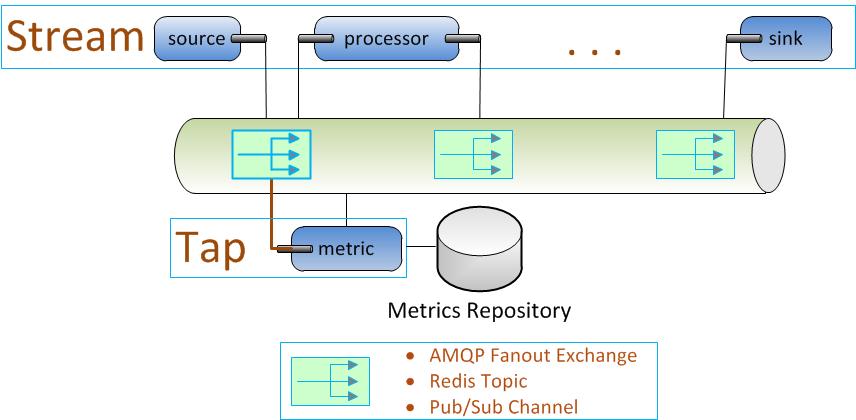 Stream source processor . . . sink
Tap metric
Metrics Repository
• AMQP Fanout Exchange
• Redis Topic
• Pub/Sub Channel